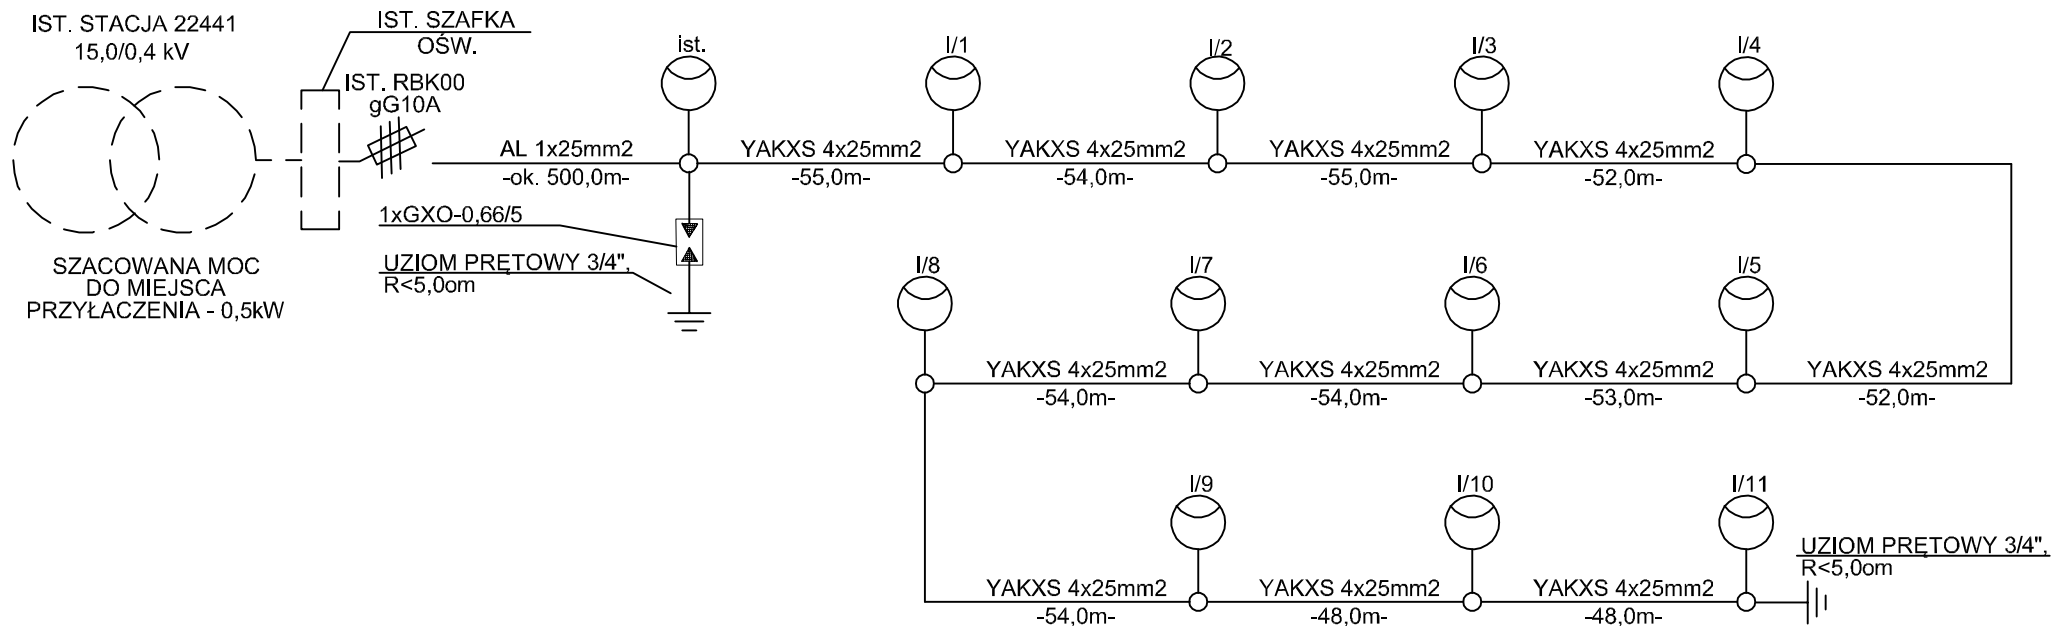 IST. STACJA 22441
15,0/0,4 kV
IST. SZAFKA
OŚW.
IST. RBK00
gG10A
SZACOWANA MOC
DO MIEJSCA
PRZYŁACZENIA - 0,5kW
AL 1x25mm2
-ok. 500,0m-
ist.
1xGXO-0,66/5
UZIOM PRĘTOWY 3/4",
R<5,0om
YAKXS 4x25mm2
-55,0m-
I/1
YAKXS 4x25mm2
-54,0m-
I/2
YAKXS 4x25mm2
-55,0m-
I/3
YAKXS 4x25mm2
-52,0m-
I/4
I/8
YAKXS 4x25mm2
-54,0m-
I/7
YAKXS 4x25mm2
-54,0m-
I/6
YAKXS 4x25mm2
-53,0m-
I/5
YAKXS 4x25mm2
-52,0m-
YAKXS 4x25mm2
-54,0m-
I/9
YAKXS 4x25mm2
-48,0m-
I/10
YAKXS 4x25mm2
-48,0m-
I/11
UZIOM PRĘTOWY 3/4",
R<5,0om